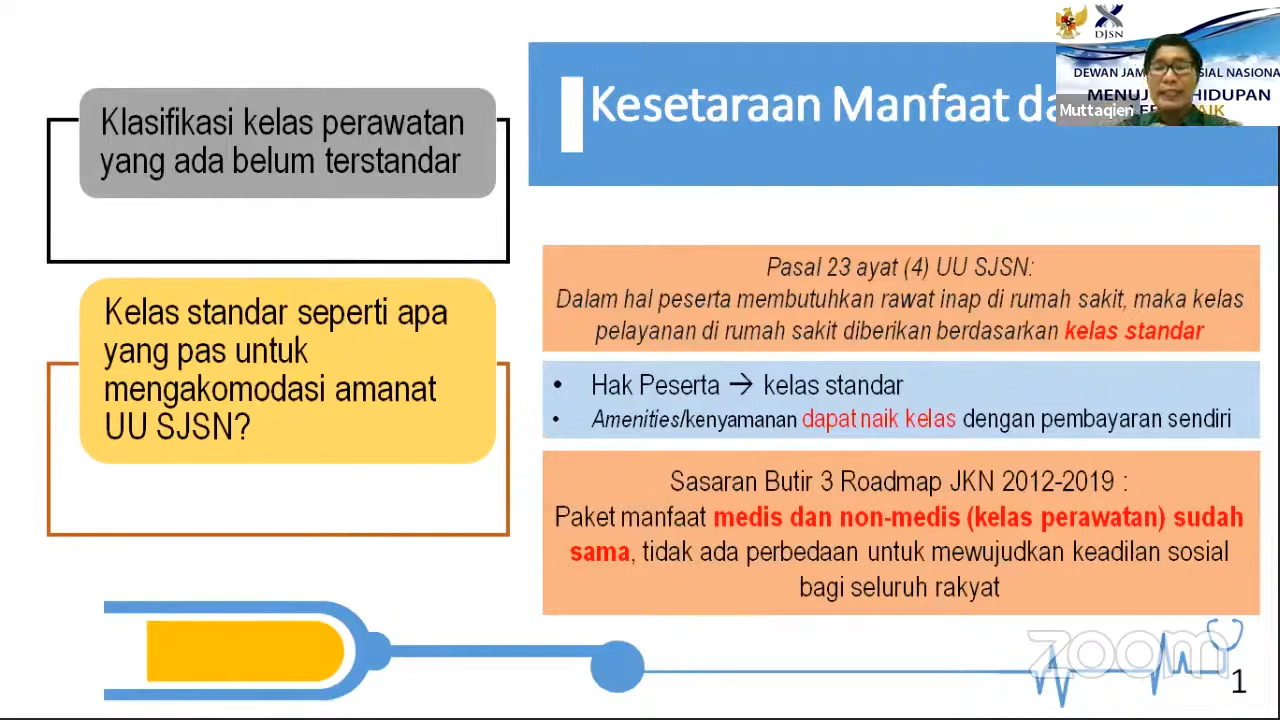 Klasifikasi kelas perawatan
yang ada belum terstandar
Kelas standar seperti apa
yang pas untuk
mengakomodasi amanat
UU SJSN?
Kesetaraan Manfaat da
DJSN
DEWAN JAM SIAL NASIONA
MENUJ HIDUPAN
AIK
Muttaqien
Pasal 23 ayat (4) UU SJSN:
Dalam hal peserta membutuhkan rawat inap di rumah sakit, maka kelas
pelayanan di rumah sakit diberikan berdasarkan kelas standar
• Hak Peserta → kelas standar
• Amenities/kenyamanan dapat naik kelas dengan pembayaran sendiri
Sasaran Butir 3 Roadmap JKN 2012-2019 :
Paket manfaat medis dan non-medis (kelas perawatan) sudah
sama, tidak ada perbedaan untuk mewujudkan keadilan sosial
bagi seluruh rakyat
zoom
1